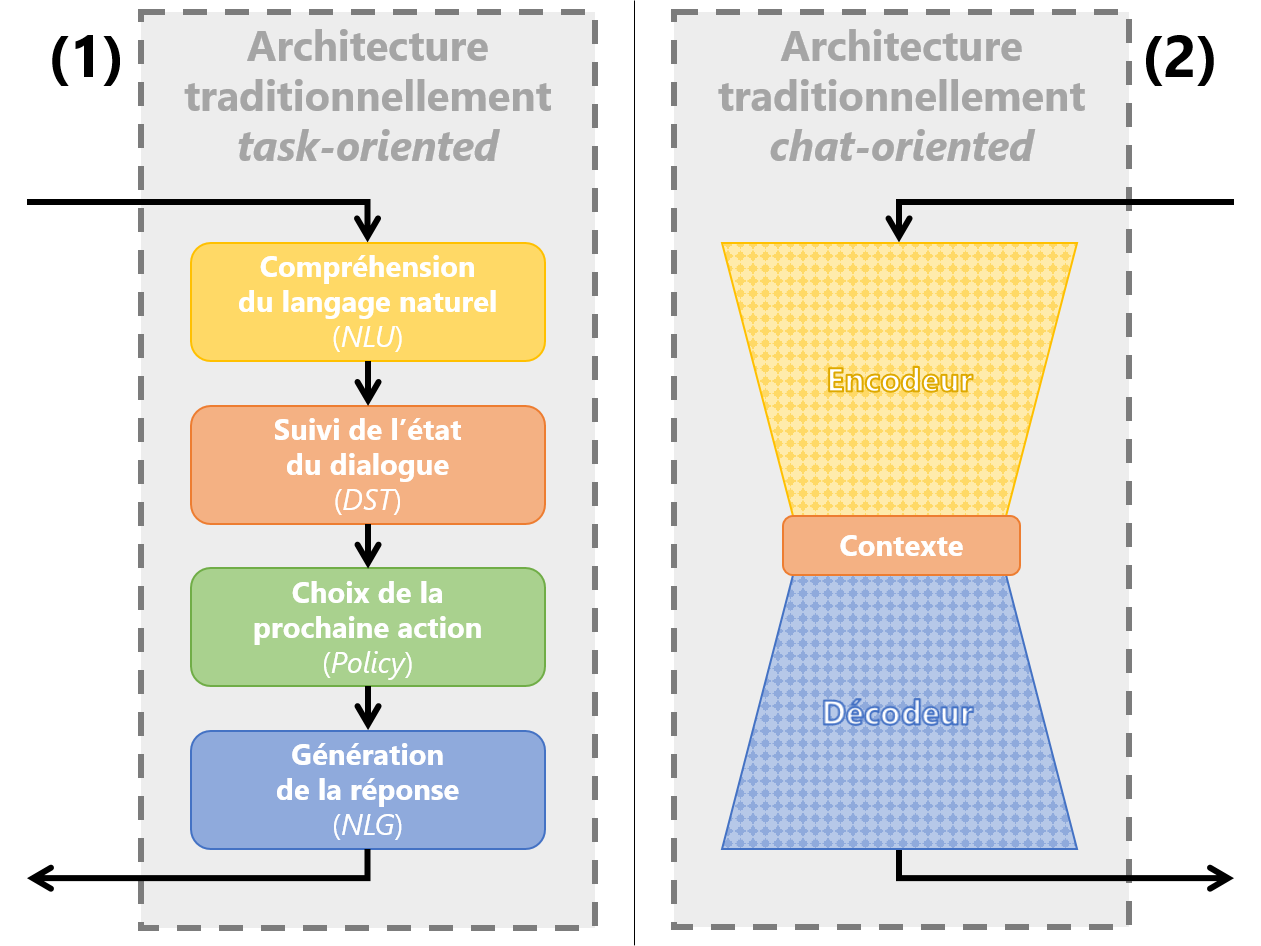 (1)
Architecture
traditionnellement
task-oriented
Compréhension
du langage naturel
(NLU)
Suivi de l’état
du dialogue
(DST)
Choix de la
prochaine action
(Policy)
Génération
de la réponse
(NLG)
(2)
Architecture
traditionnellement
chat-oriented
Encodeur
Contexte
Décodeur